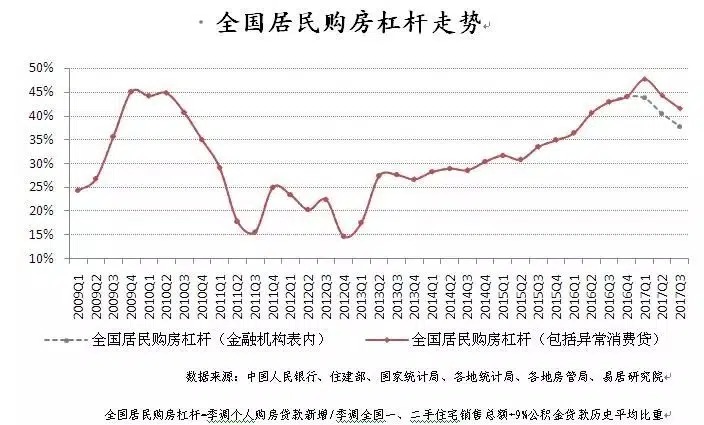 · 全国居民购房杠杆走势
50%
45%
40%
35%
30%
25%
20%
15%
10%
2009Q1 2009Q2 2009Q3 2009Q4 2010Q1 2010Q2 2010Q3 2010Q4 2011Q1 2011Q2 2011Q3 2011Q4 2012Q1 2012Q2 2012Q3 2012Q4 2013Q1 2013Q2 2013Q3 2013Q4 2014Q1 2014Q2 2014Q3 2014Q4 2015Q1 2015Q2 2015Q3 2015Q4 2016Q1 2016Q2 2016Q3 2016Q4 2017Q1 2017Q2 2017Q3
全国居民购房杠杆（金融机构表内） 全国居民购房杠杆（包括异常消费贷）
数据来源：中国人民银行、住建部、国家统计局、各地统计局、各地房管局、易居研究院
全国居民购房杠杆=季调个人购房贷款新增/季调全国一、二手住宅销售总额+9%公积金贷款历史平均比重